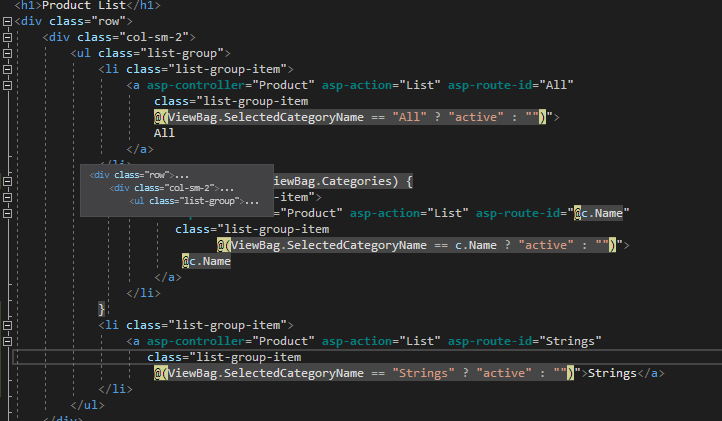 <h1>Product List</h1>
<div class="row">
<div class="col-sm-2">
<ul class="list-group">
<li class="list-group-item">
<a asp-controller="Product" asp-action="List" asp-route-id="All"
class="list-group-item
@(ViewBag.SelectedCategoryName == "All" ? "active" : "")">
All
</a>
</li>
<div class="row">...
<div class="col-sm-2">...
<ul class="list-group">...
ViewBag.Categories) {
-item">
"Product" asp-action="List" asp-route-id="@c.Name"
class="list-group-item
@(ViewBag.SelectedCategoryName == c.Name ? "active" : "")">
@c.Name
</a>
</li>
}
<li class="list-group-item">
<a asp-controller="Product" asp-action="List" asp-route-id="Strings"
class="list-group-item
@(ViewBag.SelectedCategoryName == "Strings" ? "active" : "")">Strings</a>
</li>
</ul>
</div>